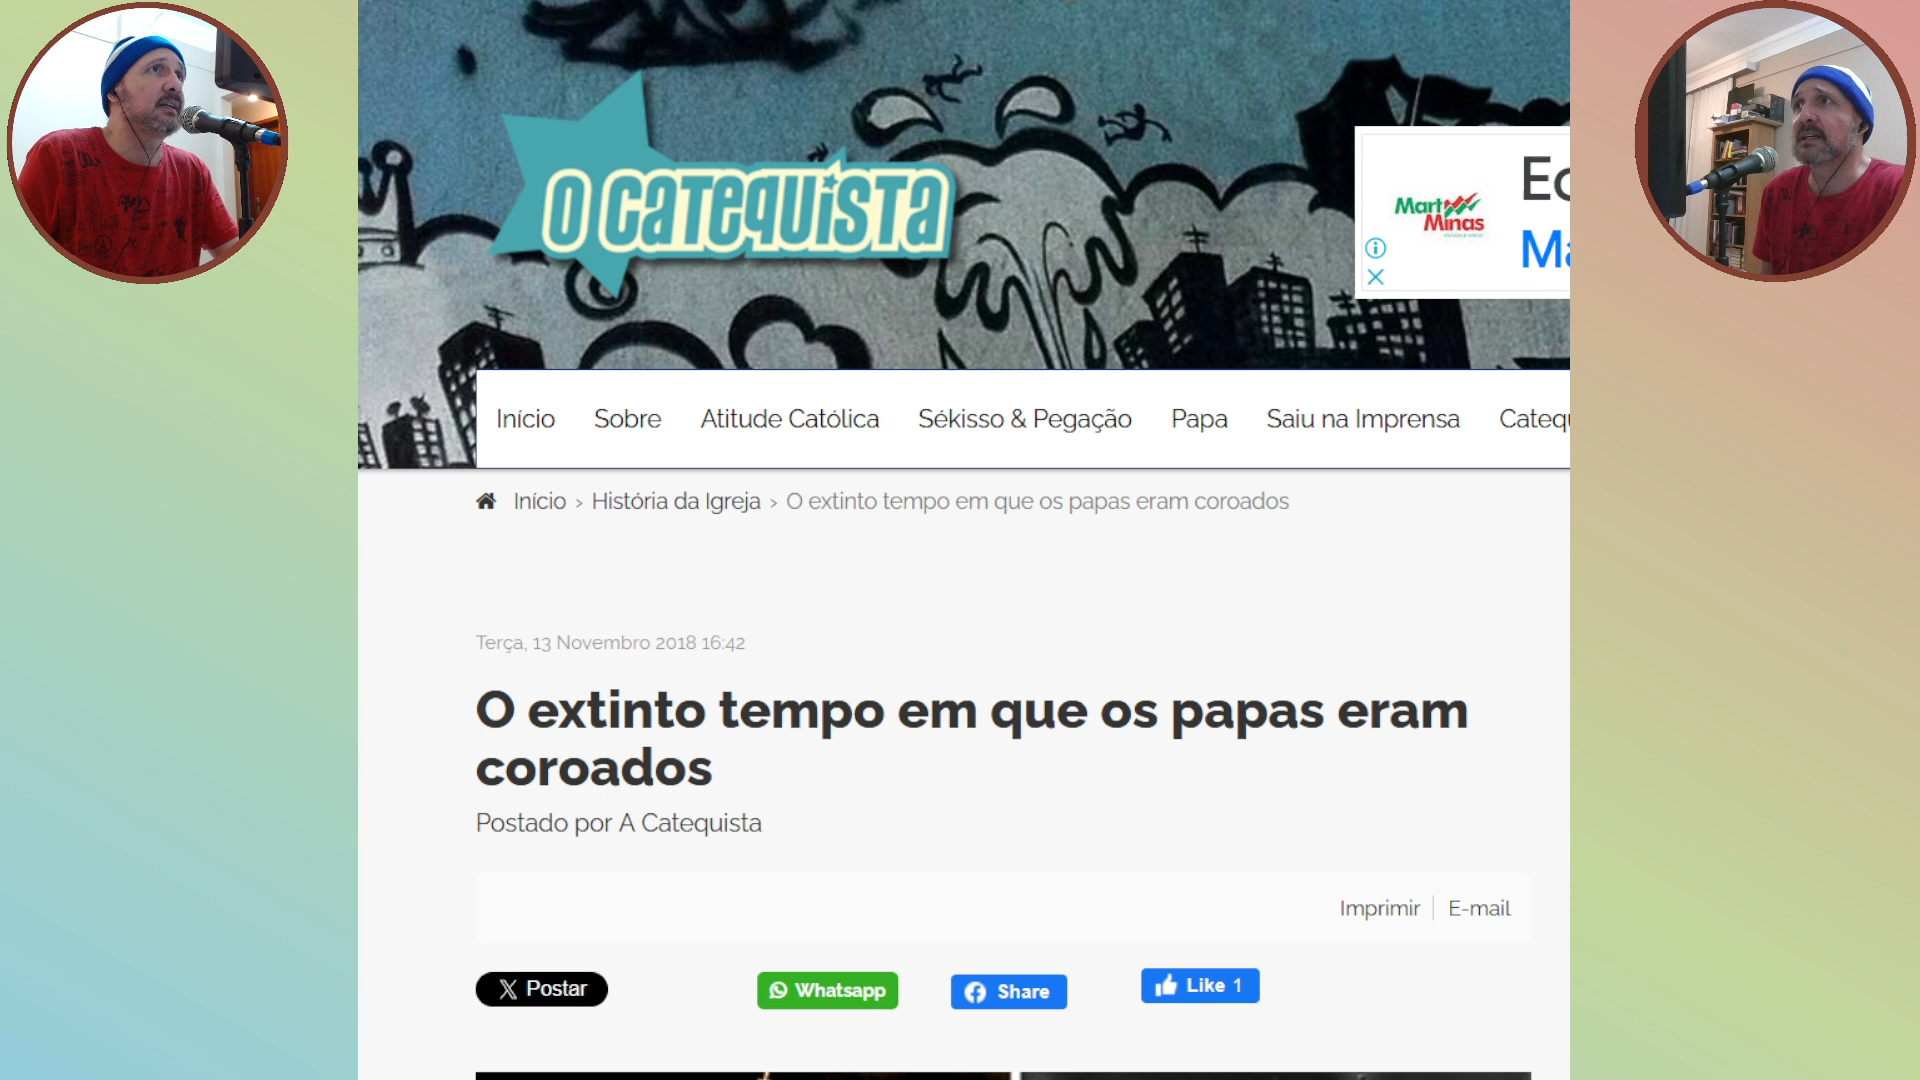 O CATEQUISTA
Mart
Minas
Início Sobre Atitude Católica Sékisso & Pegação Papa Saiu na Imprensa
Início › História da Igreja › O extinto tempo em que os papas eram coroados
Terça, 13 Novembro 2018 16:42
O extinto tempo em que os papas eram
coroados
Postado por A Catequista
Imprimir E-mail
Postar Whatsapp Share Like 1